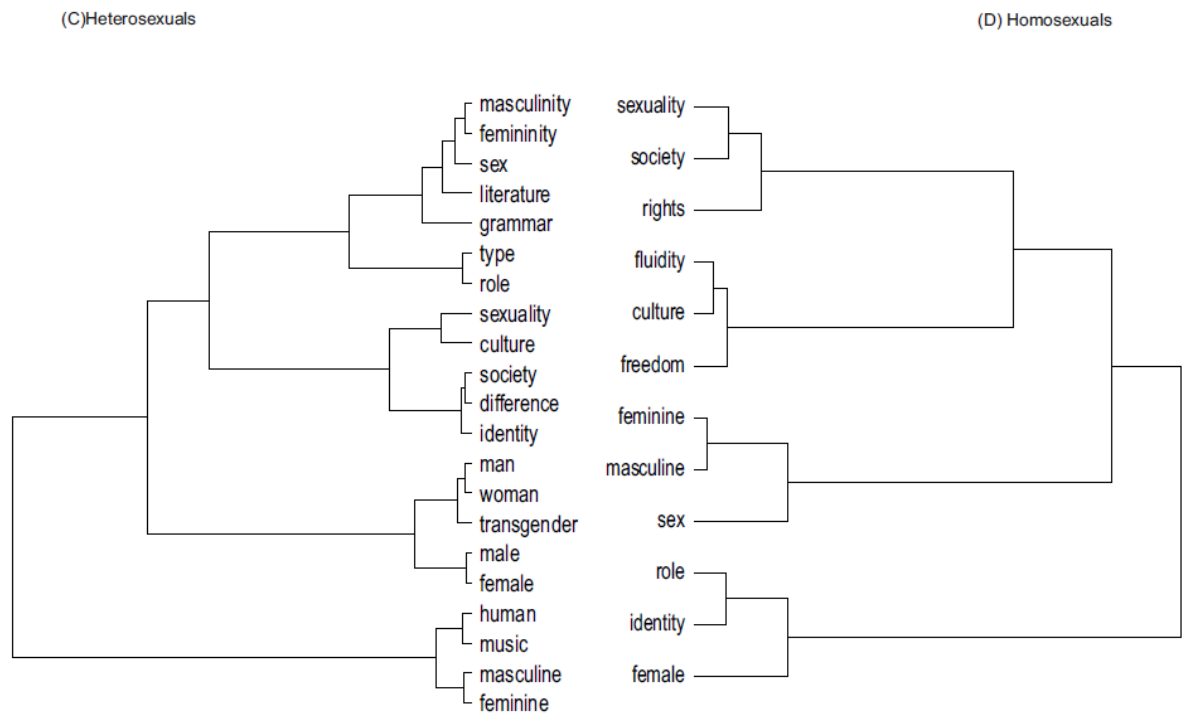 (C)Heterosexuals
(D) Homosexuals
masculinity
femininity
sex
literature
grammar
type
role
sexuality
culture
society
difference
identity
man
woman
transgender
male
female
human
music
masculine
feminine
sexuality
society
rights
fluidity
culture
freedom
feminine
masculine
sex
role
identity
female